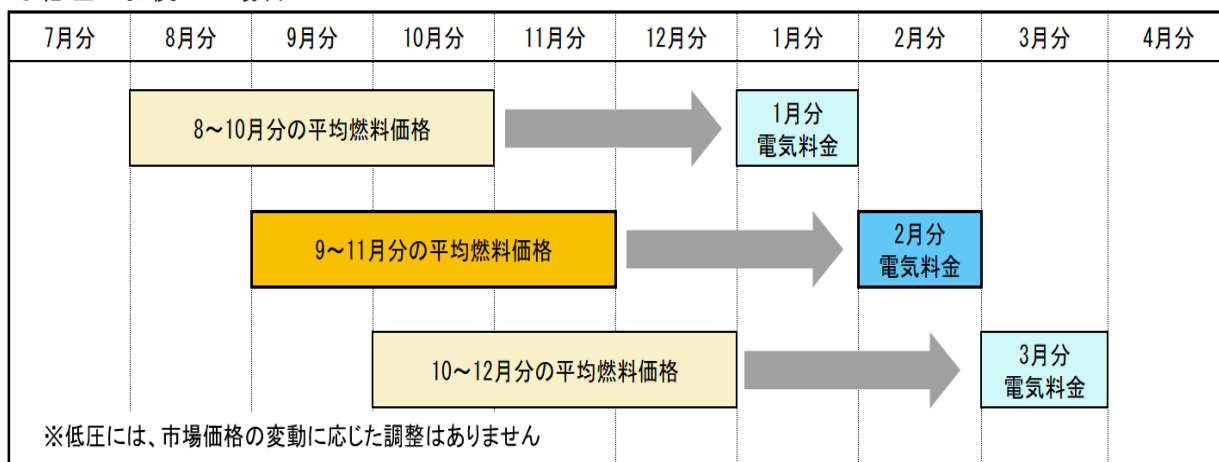 7月分 8月分 9月分 10月分 11月分 12月分 1月分 2月分 3月分 4月分
8～10月分の平均燃料価格
1月分
電気料金
9～11月分の平均燃料価格
2月分
電気料金
10～12月分の平均燃料価格
3月分
電気料金
※低圧には、市場価格の変動に応じた調整はありません